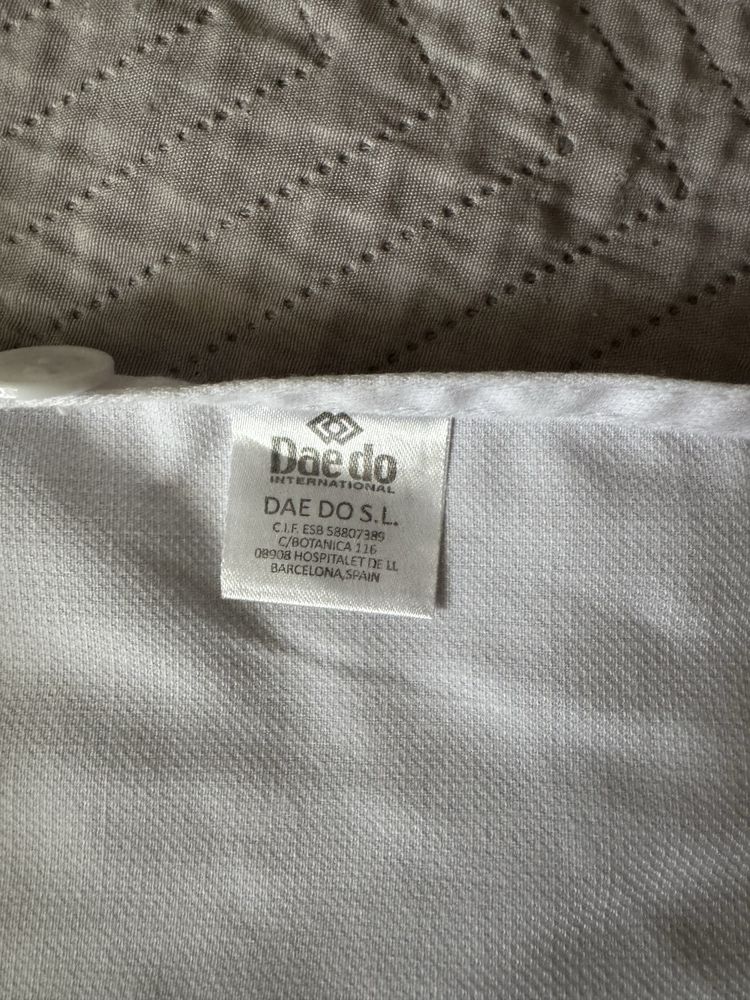 Dae do
INTERNATIONAL
DAE DO S.L.
C.I.F. ESB 58807389
C/BOTANICA 116
08908 HOSPITALET DE LL
BARCELONA,SPAIN